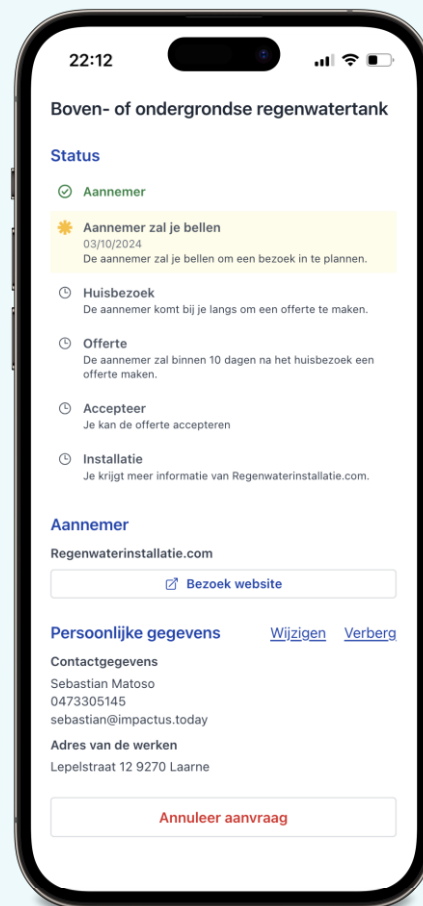 22:12
Boven- of ondergrondse regenwatertank
Status
Aannemer
Aannemer zal je bellen
03/10/2024
De aannemer zal je bellen om een bezoek in te plannen.
Huisbezoek
De aannemer komt bij je langs om een offerte te maken.
Offerte
De aannemer zal binnen 10 dagen na het huisbezoek een
offerte maken.
Accepteer
Je kan de offerte accepteren
Installatie
Je krijgt meer informatie van Regenwaterinstallatie.com.
Aannemer
Regenwaterinstallatie.com
Bezoek website
Persoonlijke gegevens Wijzigen Verberg
Contactgegevens
Sebastian Matoso
0473305145
sebastian@impactus.today
Adres van de werken
Lepelstraat 12 9270 Laarne
Annuleer aanvraag